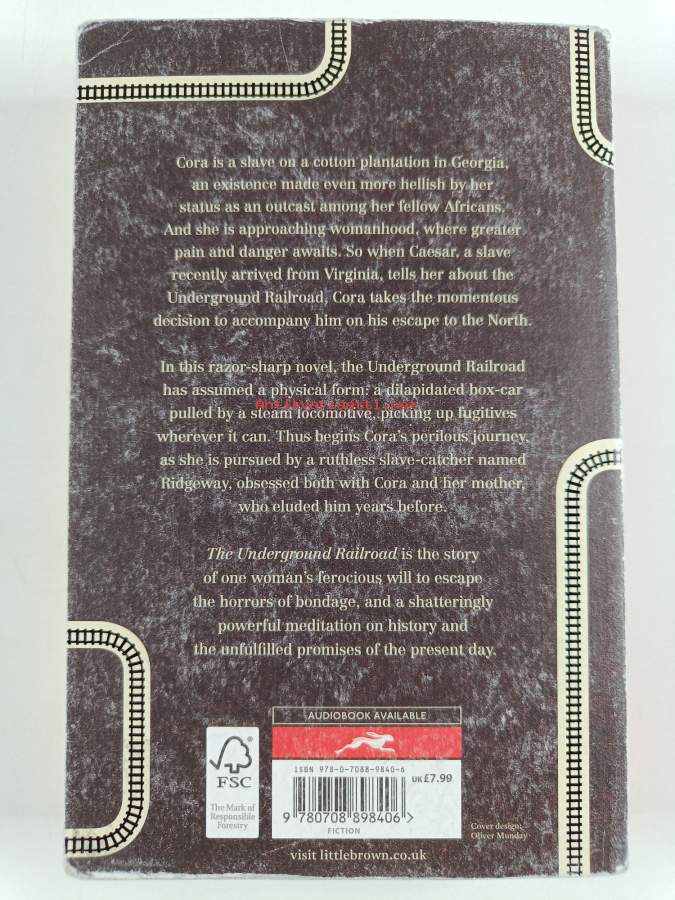 Cora is a slave on a cotton plantation in Georgia,
an existence made even more hellish by her
status as an outcast among her fellow Africans.
And she is approaching womanhood, where greater
pain and danger awaits. So when Caesar, a slave
recently arrived from Virginia, tells her about the
Underground Railroad, Cora takes the momentous
decision to accompany him on his escape to the North.
In this razor-sharp novel, the Underground Railroad
has assumed a physical form: a dilapidated box-car
Antikvariaatti.net
pulled by a steam locomotive, picking up fugitives
wherever it can. Thus begins Cora's perilous journey,
as she is pursued by a ruthless slave-catcher named
Ridgeway, obsessed both with Cora and her mother,
who eluded him years before.
The Underground Railroad is the story
of one woman's ferocious will to escape
the horrors of bondage, and a shatteringly
powerful meditation on history and
the unfulfilled promises of the present day.
AUDIOBOOK AVAILABLE
ISBN 978-0-7088-9840-6
UK £7.99
9 780708 898406 >
FICTION
FSC
The Mark of
Responsible
Forestry
Cover design:
Oliver Munday
visit littlebrown.co.uk